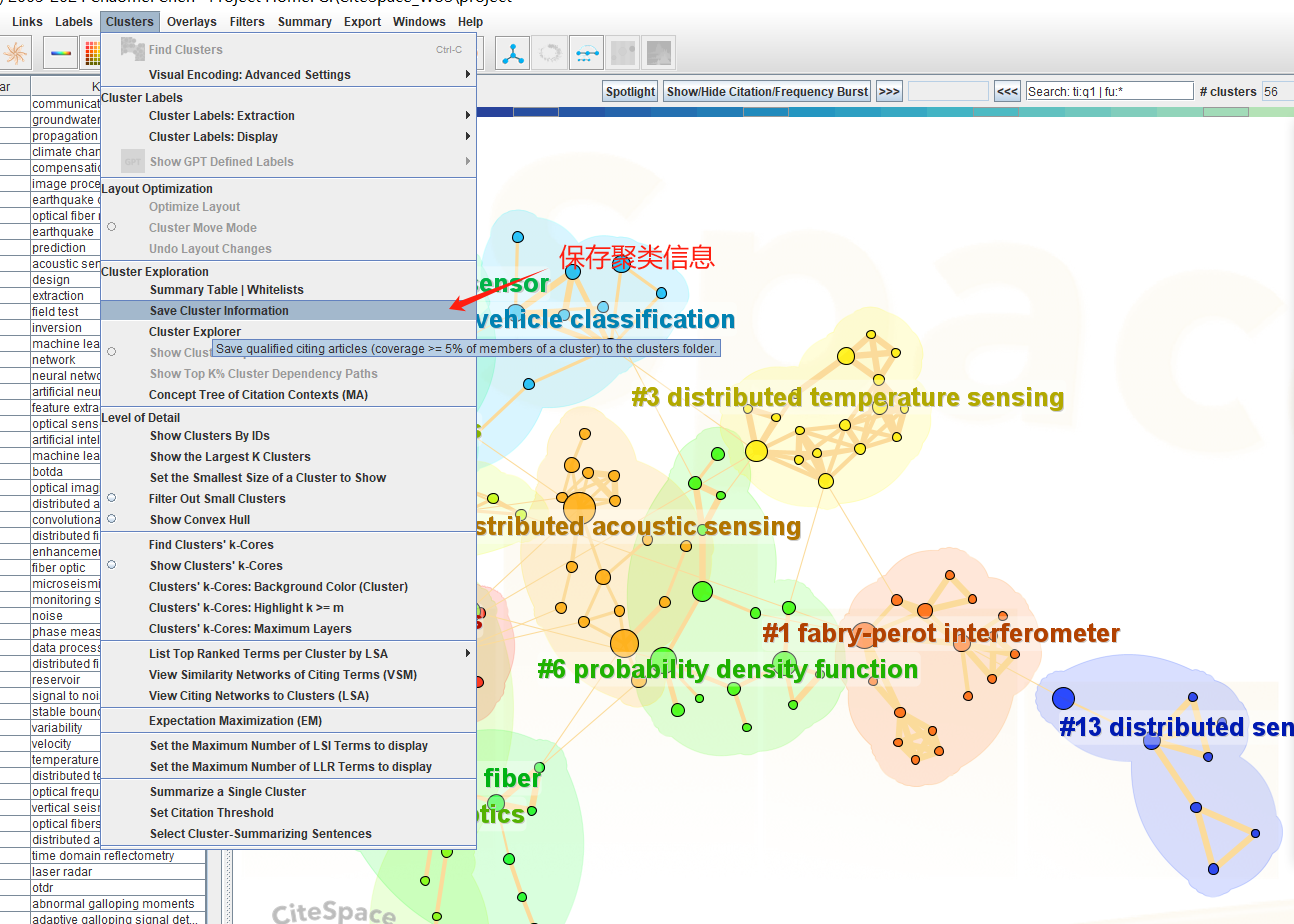 Links Labels Clusters Overlays Filters Summary Export Windows Help
Find Clusters Ctrl-C
Visual Encoding: Advanced Settings
Cluster Labels
Cluster Labels: Extraction
Cluster Labels: Display
GPT Show GPT Defined Labels
Layout Optimization
Optimize Layout
Cluster Move Mode
Undo Layout Changes
Cluster Exploration
Summary Table | Whitelists
Save Cluster Information
Cluster Explorer
Show Clus
Save qualified citing articles (coverage >= 5% of members of a cluster) to the clusters folder.
Show Top K% Cluster Dependency Paths
Concept Tree of Citation Contexts (MA)
Level of Detail
Show Clusters By IDs
Show the Largest K Clusters
Set the Smallest Size of a Cluster to Show
Filter Out Small Clusters
Show Convex Hull
Find Clusters' k-Cores
Show Clusters' k-Cores
Clusters' k-Cores: Background Color (Cluster)
Clusters' k-Cores: Highlight k >= m
Clusters' k-Cores: Maximum Layers
List Top Ranked Terms per Cluster by LSA
View Similarity Networks of Citing Terms (VSM)
View Citing Networks to Clusters (LSA)
Expectation Maximization (EM)
Set the Maximum Number of LSI Terms to display
Set the Maximum Number of LLR Terms to display
Summarize a Single Cluster
Set Citation Threshold
Select Cluster-Summarizing Sentences
ar K
communicat
groundwater
propagation
climate char
compensatio
image proce
earthquake
optical fiber
earthquake
prediction
acoustic ser
design
extraction
field test
inversion
machine lea
network
neural netwo
artificial neur
feature extra
optical sens
artificial intel
machine lea
botda
optical imag
distributed a
convolutiona
distributed fi
enhancemer
fiber optic
microseismi
monitoring s
noise
phase meas
data process
distributed fi
reservoir
signal to noi
stable bounc
variability
velocity
temperature
distributed te
optical frequ
vertical seisr
optical fibers
distributed a
time domain reflectometry
laser radar
otdr
abnormal galloping moments
adaptive galloping signal det...
Spotlight Show/Hide Citation/Frequency Burst >>> <<< Search: ti:q1 | fu:* # clusters 56
保存聚类信息
ensor
vehicle classification
#3 distributed temperature sensing
stributed acoustic sensing
#1 fabry-perot interferometer
#6 probability density function
#13 distributed sen
fiber
otics
CiteSpace